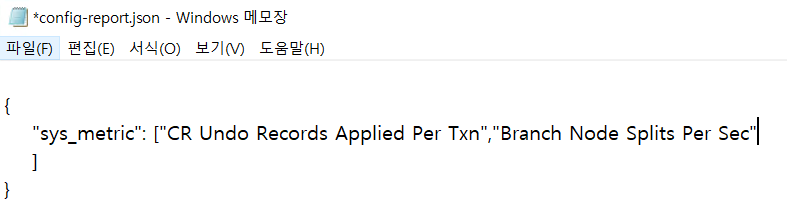 *config-report.json - Windows 메모장
파일(F) 편집(E) 서식(O) 보기(V) 도움말(H)
{
"sys_metric": ["CR Undo Records Applied Per Txn","Branch Node Splits Per Sec"
]
}